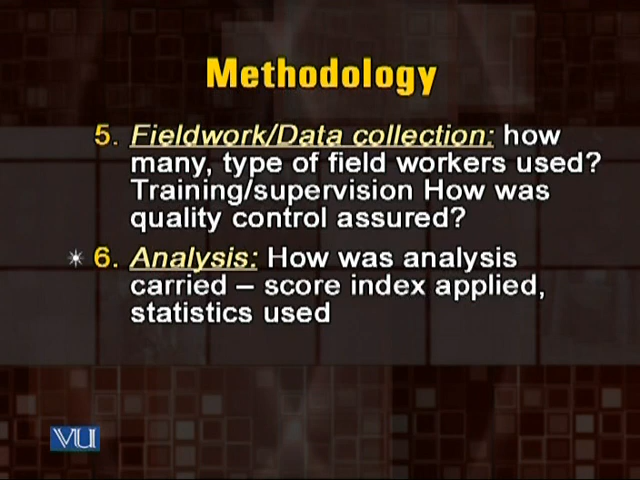 Methodology
5. Fieldwork/Data collection: how
many, type of field workers used?
Training/supervision How was
quality control assured?
6. Analysis: How was analysis
carried – score index applied,
statistics used
VU